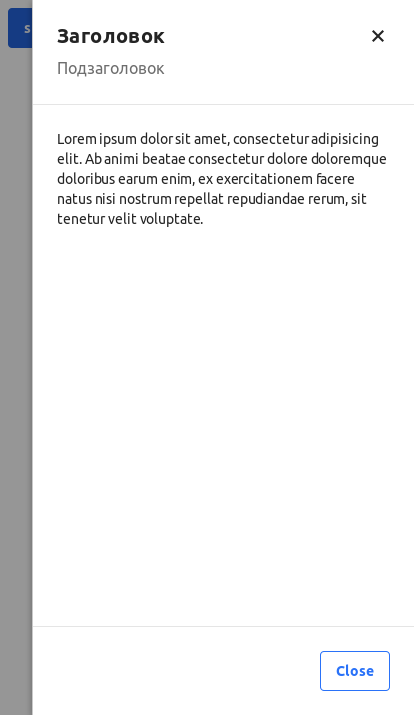 Заголовок
Подзаголовок
Lorem ipsum dolor sit amet, consectetur adipisicing
elit. Ab animi beatae consectetur dolore doloremque
doloribus earum enim, ex exercitationem facere
natus nisi nostrum repellat repudiandae rerum, sit
tenetur velit voluptate.
Close